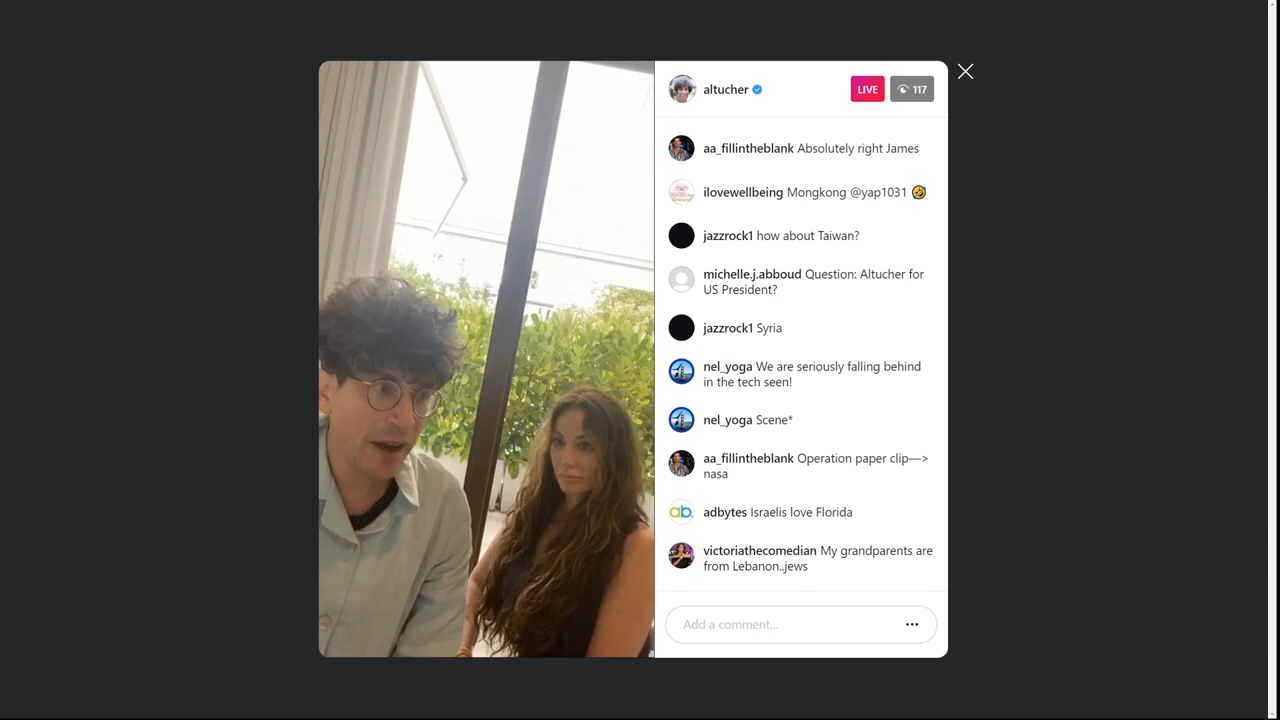 altucher
LIVE
117
aa_fillintheblank Absolutely right James
ilovewellbeing Mongkong @yap1031 🤣
jazzrock1 how about Taiwan?
michelle.j.abboud Question: Altucher for
US President?
jazzrock1 Syria
nel_yoga We are seriously falling behind
in the tech seen!
nel_yoga Scene*
aa_fillintheblank Operation paper clip—>
nasa
ab.
adbytes Israelis love Florida
victoriathecomedian My grandparents are
from Lebanon..jews
Add a comment...